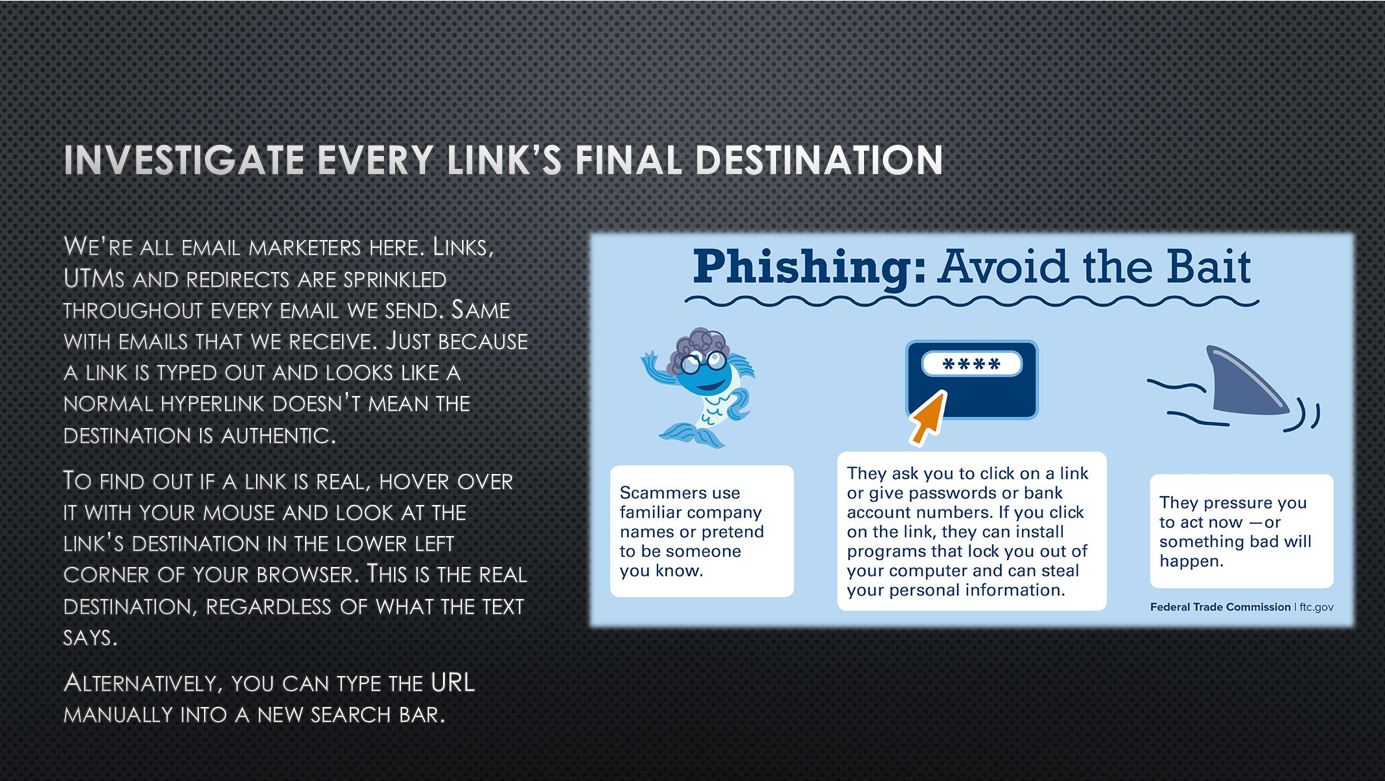 INVESTIGATE EVERY LINK’S FINAL DESTINATION
WE’RE ALL EMAIL MARKETERS HERE. LINKS,
UTMS AND REDIRECTS ARE SPRINKLED
THROUGHOUT EVERY EMAIL WE SEND. SAME
WITH EMAILS THAT WE RECEIVE. JUST BECAUSE
A LINK IS TYPED OUT AND LOOKS LIKE A
NORMAL HYPERLINK DOESN’T MEAN THE
DESTINATION IS AUTHENTIC.
TO FIND OUT IF A LINK IS REAL, HOVER OVER
IT WITH YOUR MOUSE AND LOOK AT THE
LINK’S DESTINATION IN THE LOWER LEFT
CORNER OF YOUR BROWSER. THIS IS THE REAL
DESTINATION, REGARDLESS OF WHAT THE TEXT
SAYS.
ALTERNATIVELY, YOU CAN TYPE THE URL
MANUALLY INTO A NEW SEARCH BAR.
Phishing: Avoid the Bait
****
Scammers use
familiar company
names or pretend
to be someone
you know.
They ask you to click on a link
or give passwords or bank
account numbers. If you click
on the link, they can install
programs that lock you out of
your computer and can steal
your personal information.
They pressure you
to act now —or
something bad will
happen.
Federal Trade Commission | ftc.gov